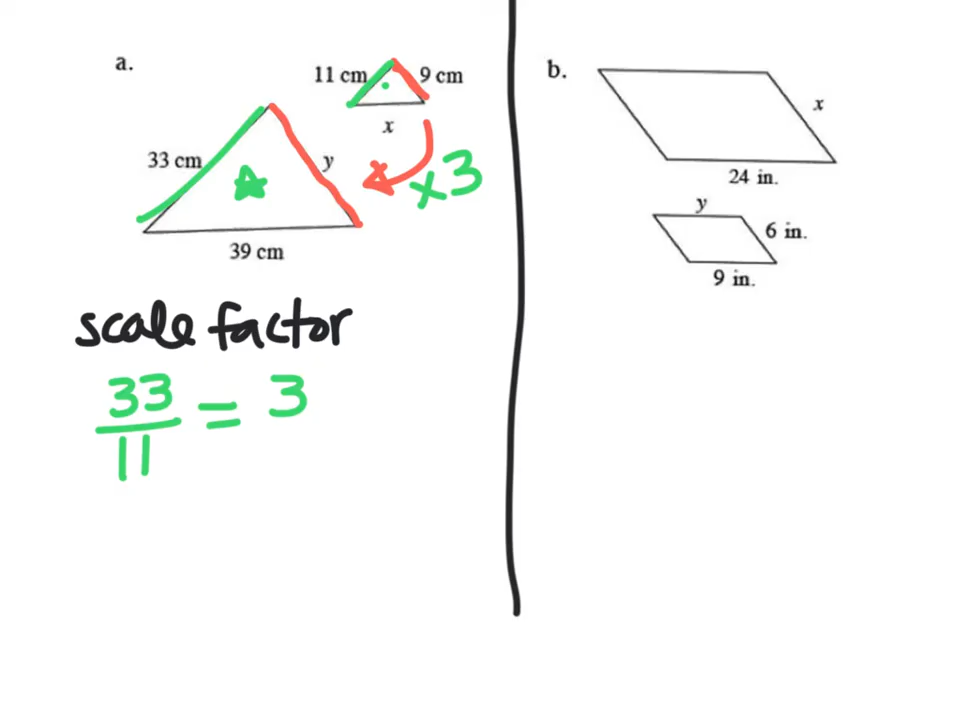 a.
11 cm
9 cm
x
33 cm
y
x3
39 cm
scale factor
33
11
= 3
b.
x
24 in.
y
6 in.
9 in.